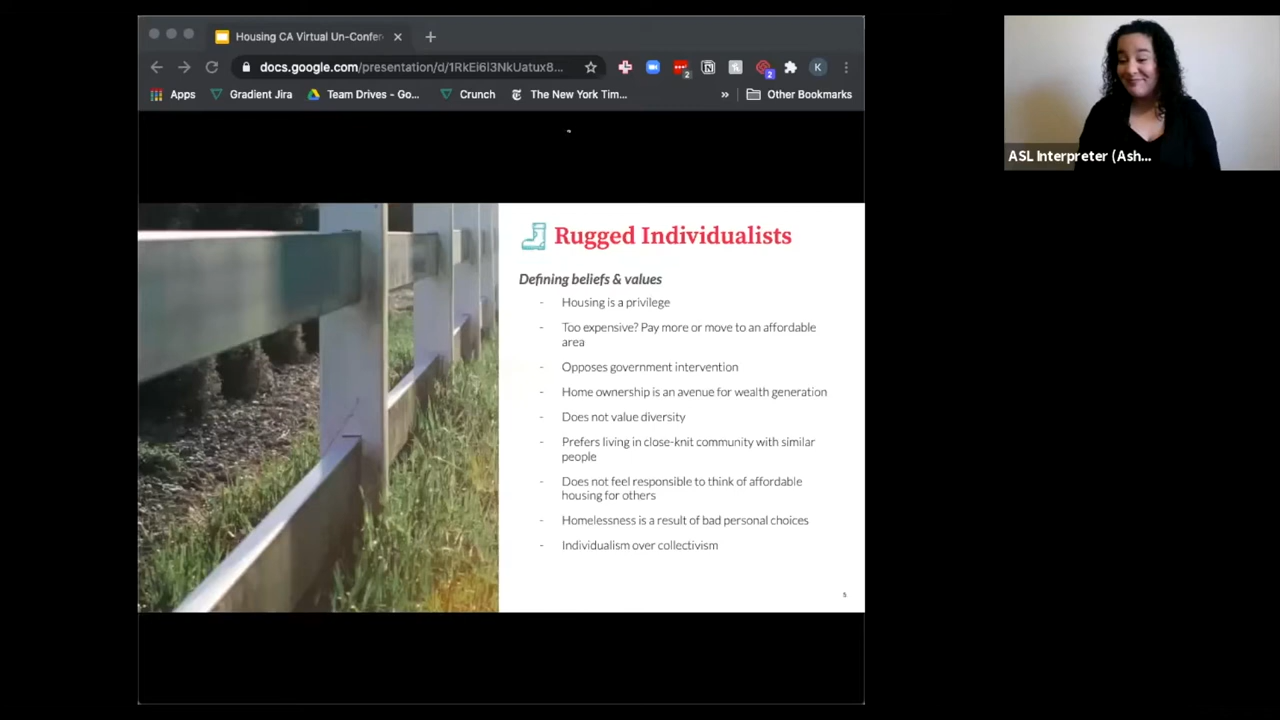 Housing CA Virtual Un-Confer
docs.google.com/presentation/d/1RkEi6l3NkUatux8...
2
2
K
Apps
Gradient Jira
Team Drives - Go...
Crunch
The New York Tim...
»
Other Bookmarks
ASL Interpreter (Ash...
Rugged Individualists
Defining beliefs & values
- Housing is a privilege
- Too expensive? Pay more or move to an affordable
area
- Opposes government intervention
- Home ownership is an avenue for wealth generation
- Does not value diversity
- Prefers living in close-knit community with similar
people
- Does not feel responsible to think of affordable
housing for others
- Homelessness is a result of bad personal choices
- Individualism over collectivism
5